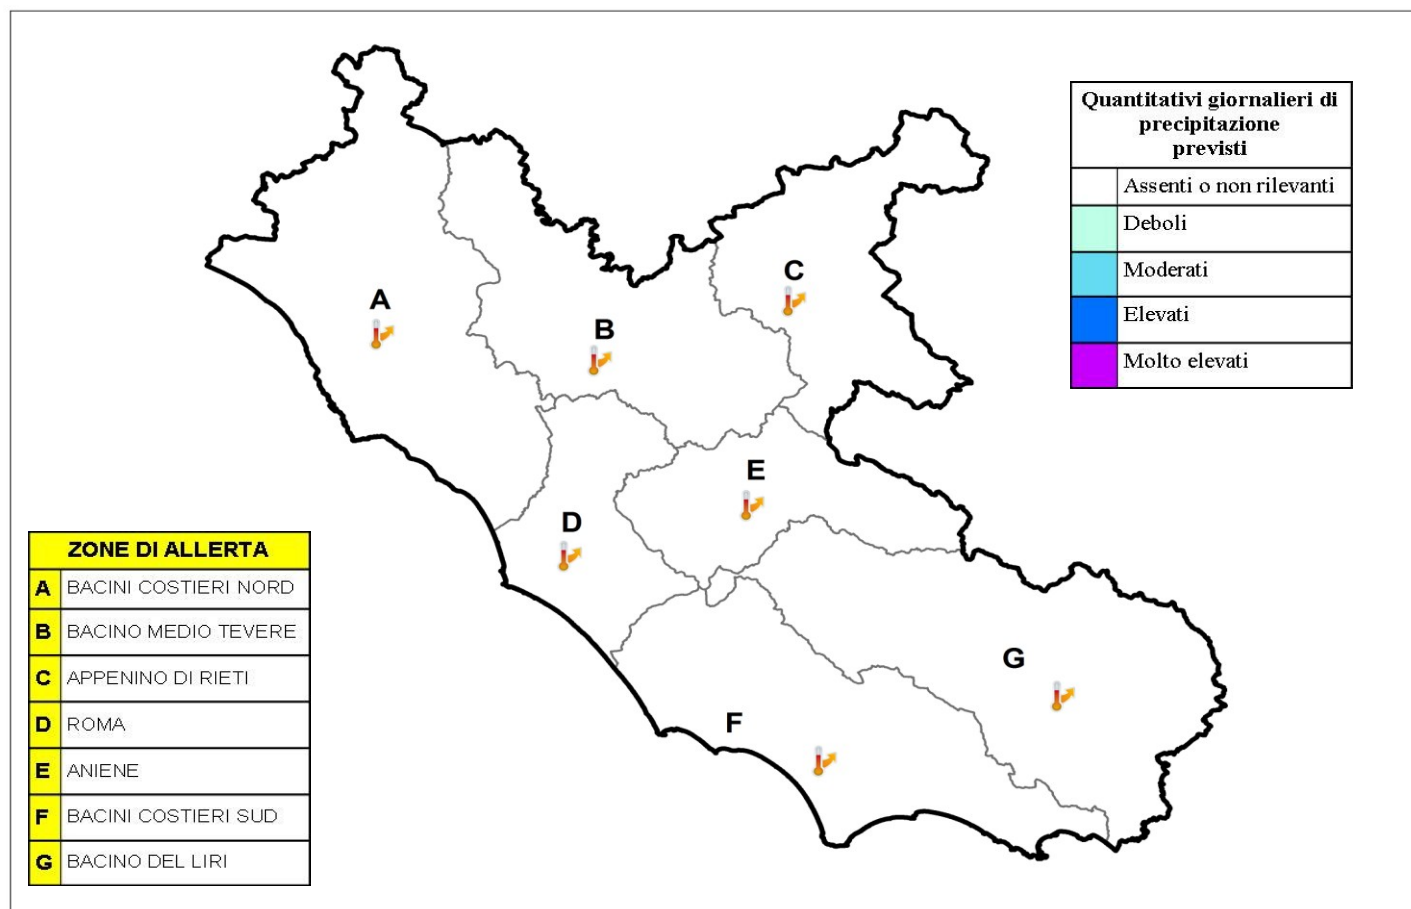 Quantitativi giornalieri di
precipitazione
previsti
Assenti o non rilevanti
Deboli
Moderati
Elevati
Molto elevati
A
B
C
E
D
G
F
ZONE DI ALLERTA
A BACINI COSTIERI NORD
B BACINO MEDIO TEVERE
C APPENINO DI RIETI
D ROMA
E ANIENE
F BACINI COSTIERI SUD
G BACINO DEL LIRI